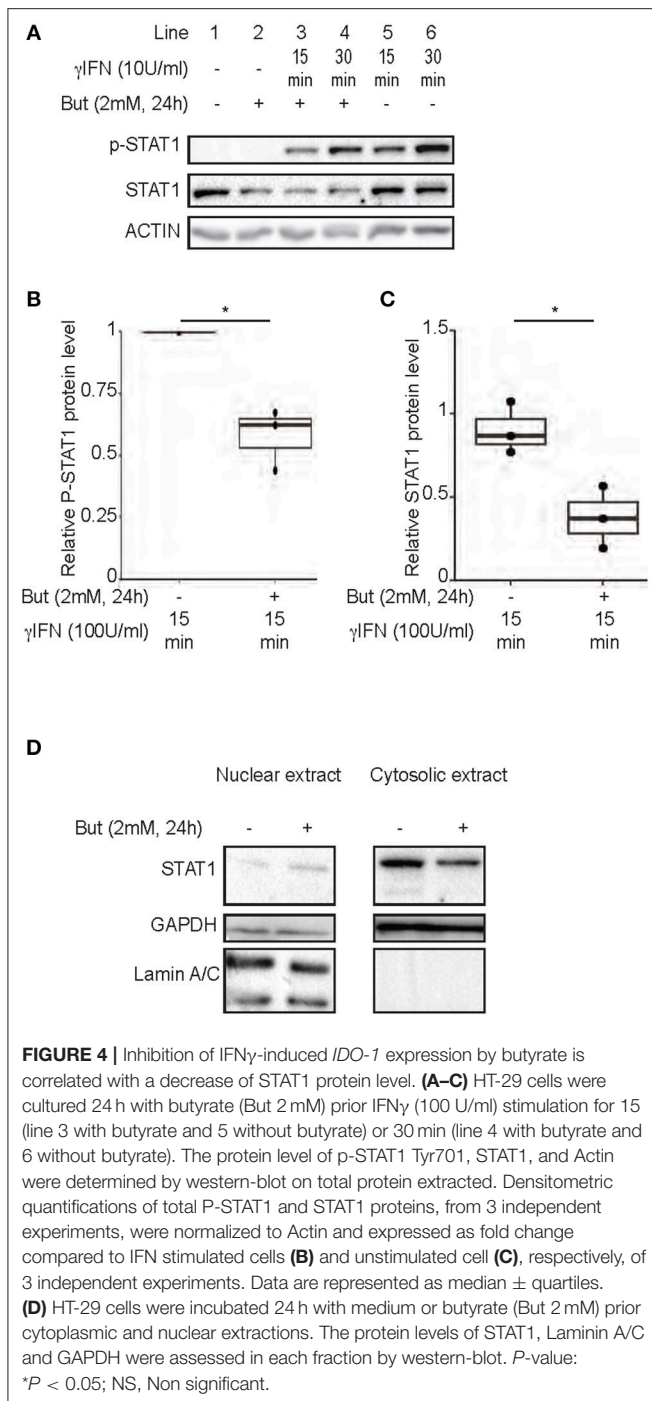 A
Line 1 2 3 4 5 6
γIFN (10U/ml) - - 15 min 30 min 15 min 30 min
But (2mM, 24h) - + + + - -
p-STAT1
STAT1
ACTIN
B
Relative P-STAT1 protein level
1
0.75
0.5
0.25
0
*
But (2mM, 24h) - +
γIFN (100U/ml) 15 min 15 min
C
Relative STAT1 protein level
1.5
1
0.5
0
*
But (2mM, 24h) - +
γIFN (100U/ml) 15 min 15 min
D
Nuclear extract Cytosolic extract
But (2mM, 24h) - + - +
STAT1
GAPDH
Lamin A/C
FIGURE 4 | Inhibition of IFNγ-induced IDO-1 expression by butyrate is
correlated with a decrease of STAT1 protein level. (A–C) HT-29 cells were
cultured 24 h with butyrate (But 2 mM) prior IFNγ (100 U/ml) stimulation for 15
(line 3 with butyrate and 5 without butyrate) or 30 min (line 4 with butyrate and
6 without butyrate). The protein level of p-STAT1 Tyr701, STAT1, and Actin
were determined by western-blot on total protein extracted. Densitometric
quantifications of total P-STAT1 and STAT1 proteins, from 3 independent
experiments, were normalized to Actin and expressed as fold change
compared to IFN stimulated cells (B) and unstimulated cell (C), respectively, of
3 independent experiments. Data are represented as median ± quartiles.
(D) HT-29 cells were incubated 24 h with medium or butyrate (But 2 mM) prior
cytoplasmic and nuclear extractions. The protein levels of STAT1, Laminin A/C
and GAPDH were assessed in each fraction by western-blot. P-value:
*P < 0.05; NS, Non significant.